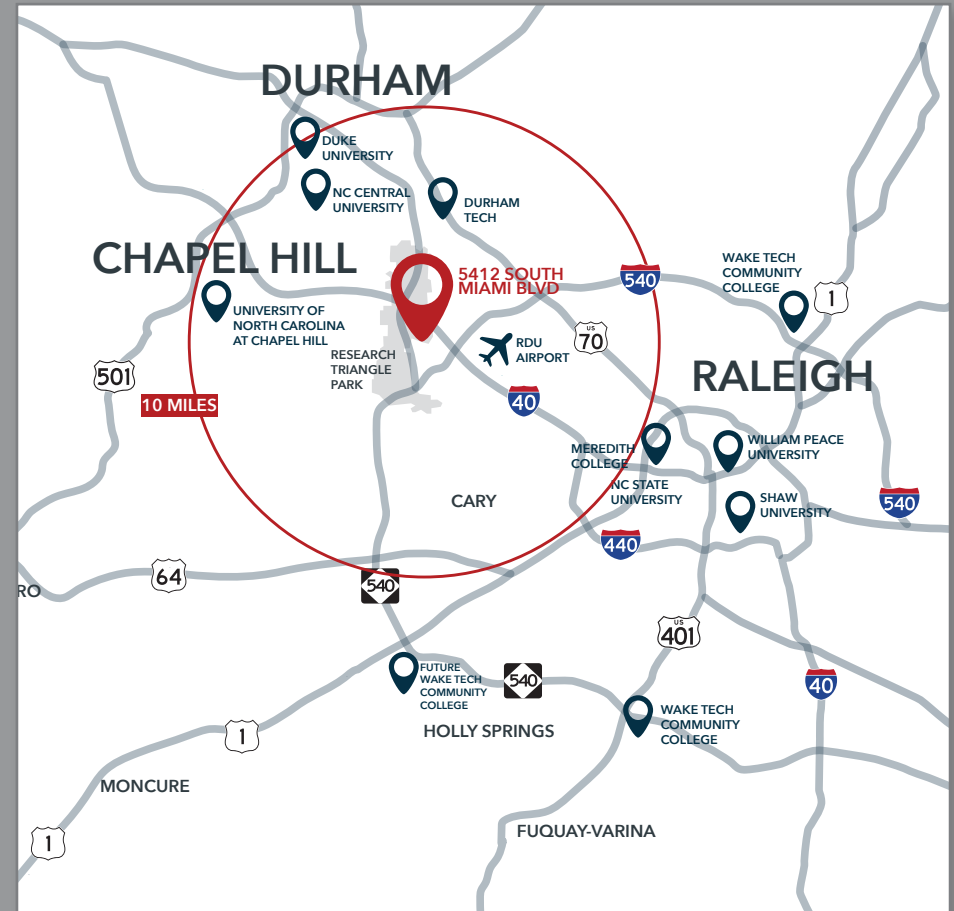 DURHAM
DUKE
UNIVERSITY
NC CENTRAL
UNIVERSITY
DURHAM
TECH
CHAPEL HILL
5412 SOUTH
MIAMI BLVD
540
WAKE TECH
COMMUNITY
COLLEGE
1
UNIVERSITY OF
NORTH CAROLINA
AT CHAPEL HILL
US
70
RDU
AIRPORT
RESEARCH
TRIANGLE
PARK
501
RALEIGH
10 MILES
40
MEREDITH
COLLEGE
WILLIAM PEACE
UNIVERSITY
NC STATE
UNIVERSITY
SHAW
UNIVERSITY
540
CARY
440
64
540
RO
US
401
FUTURE
WAKE TECH
COMMUNITY
COLLEGE
540
40
WAKE TECH
COMMUNITY
COLLEGE
HOLLY SPRINGS
1
MONCURE
FUQUAY-VARINA
1